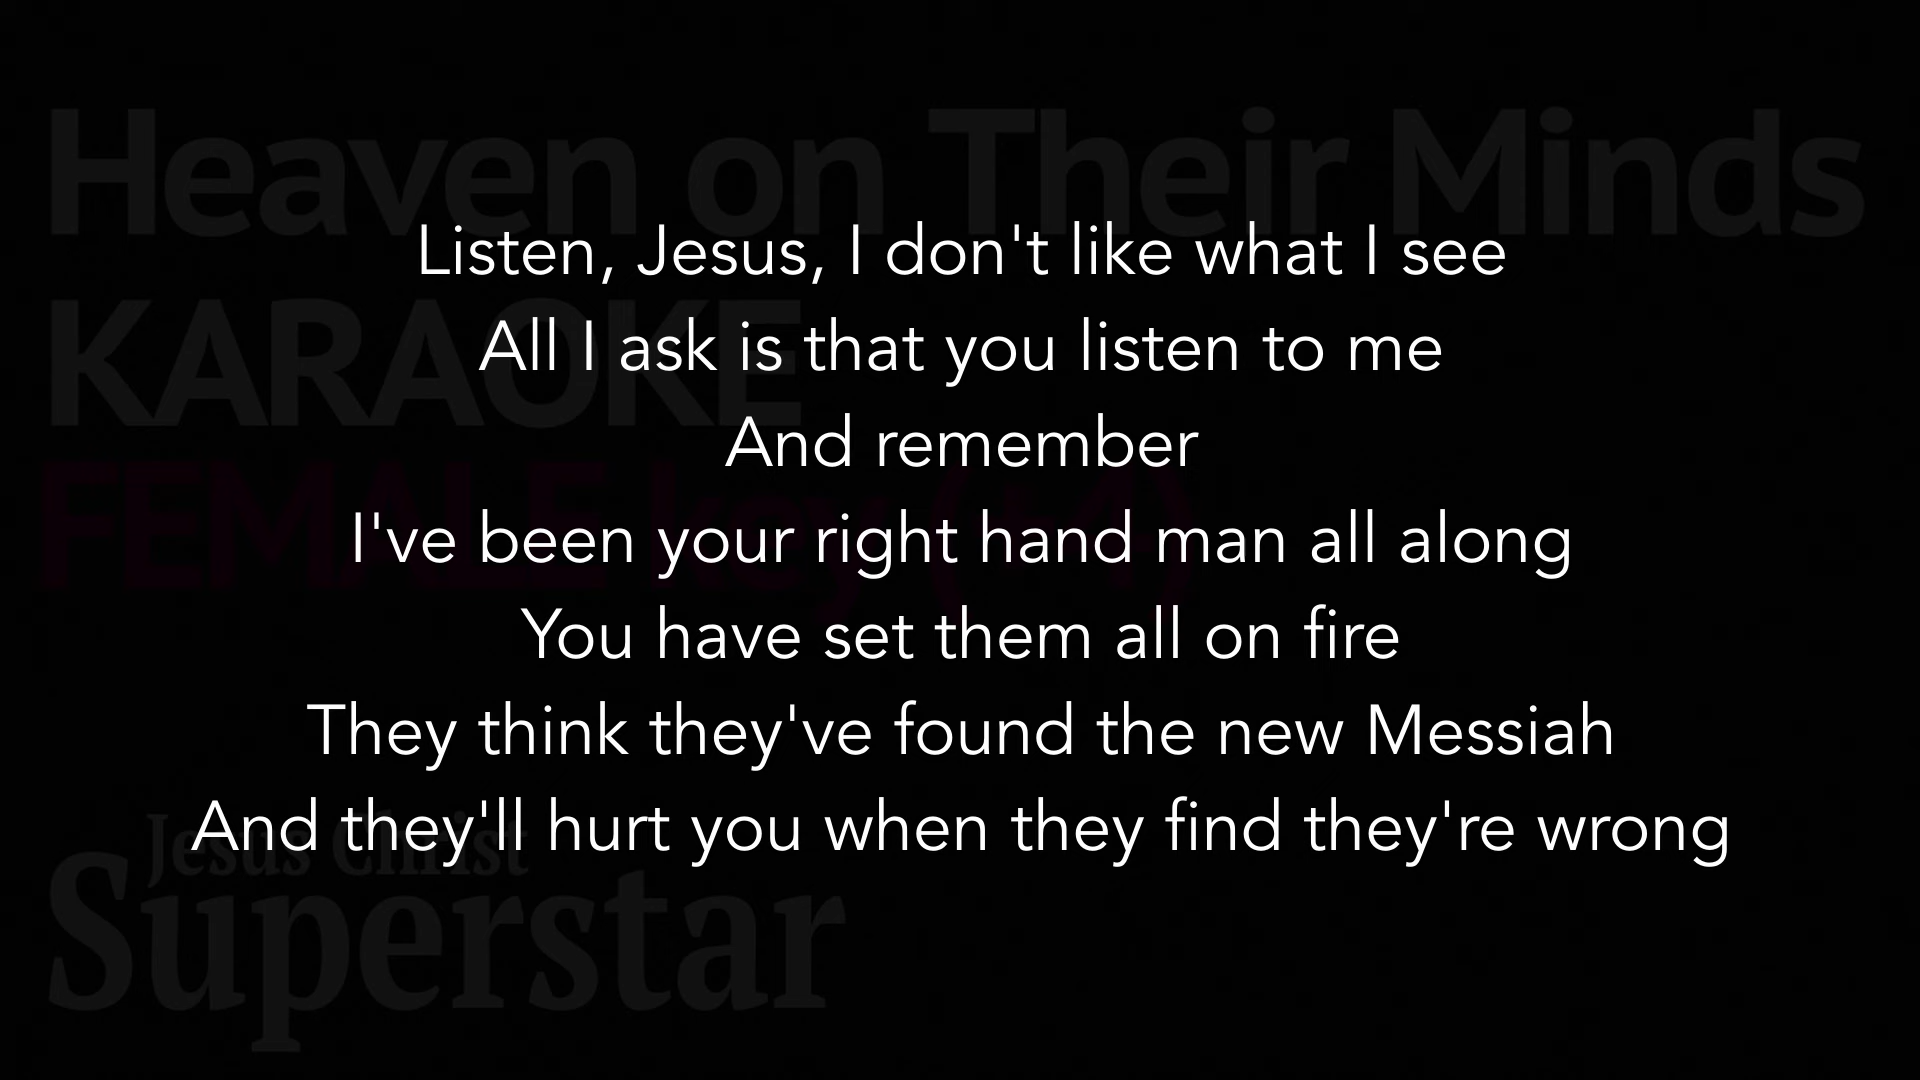 Heaven on Their Minds
Listen, Jesus, I don't like what I see
KARAOKE
All I ask is that you listen to me
And remember
FEMALE key (+4)
I've been your right hand man all along
You have set them all on fire
They think they've found the new Messiah
And they'll hurt you when they find they're wrong
Jesus Christ
Superstar